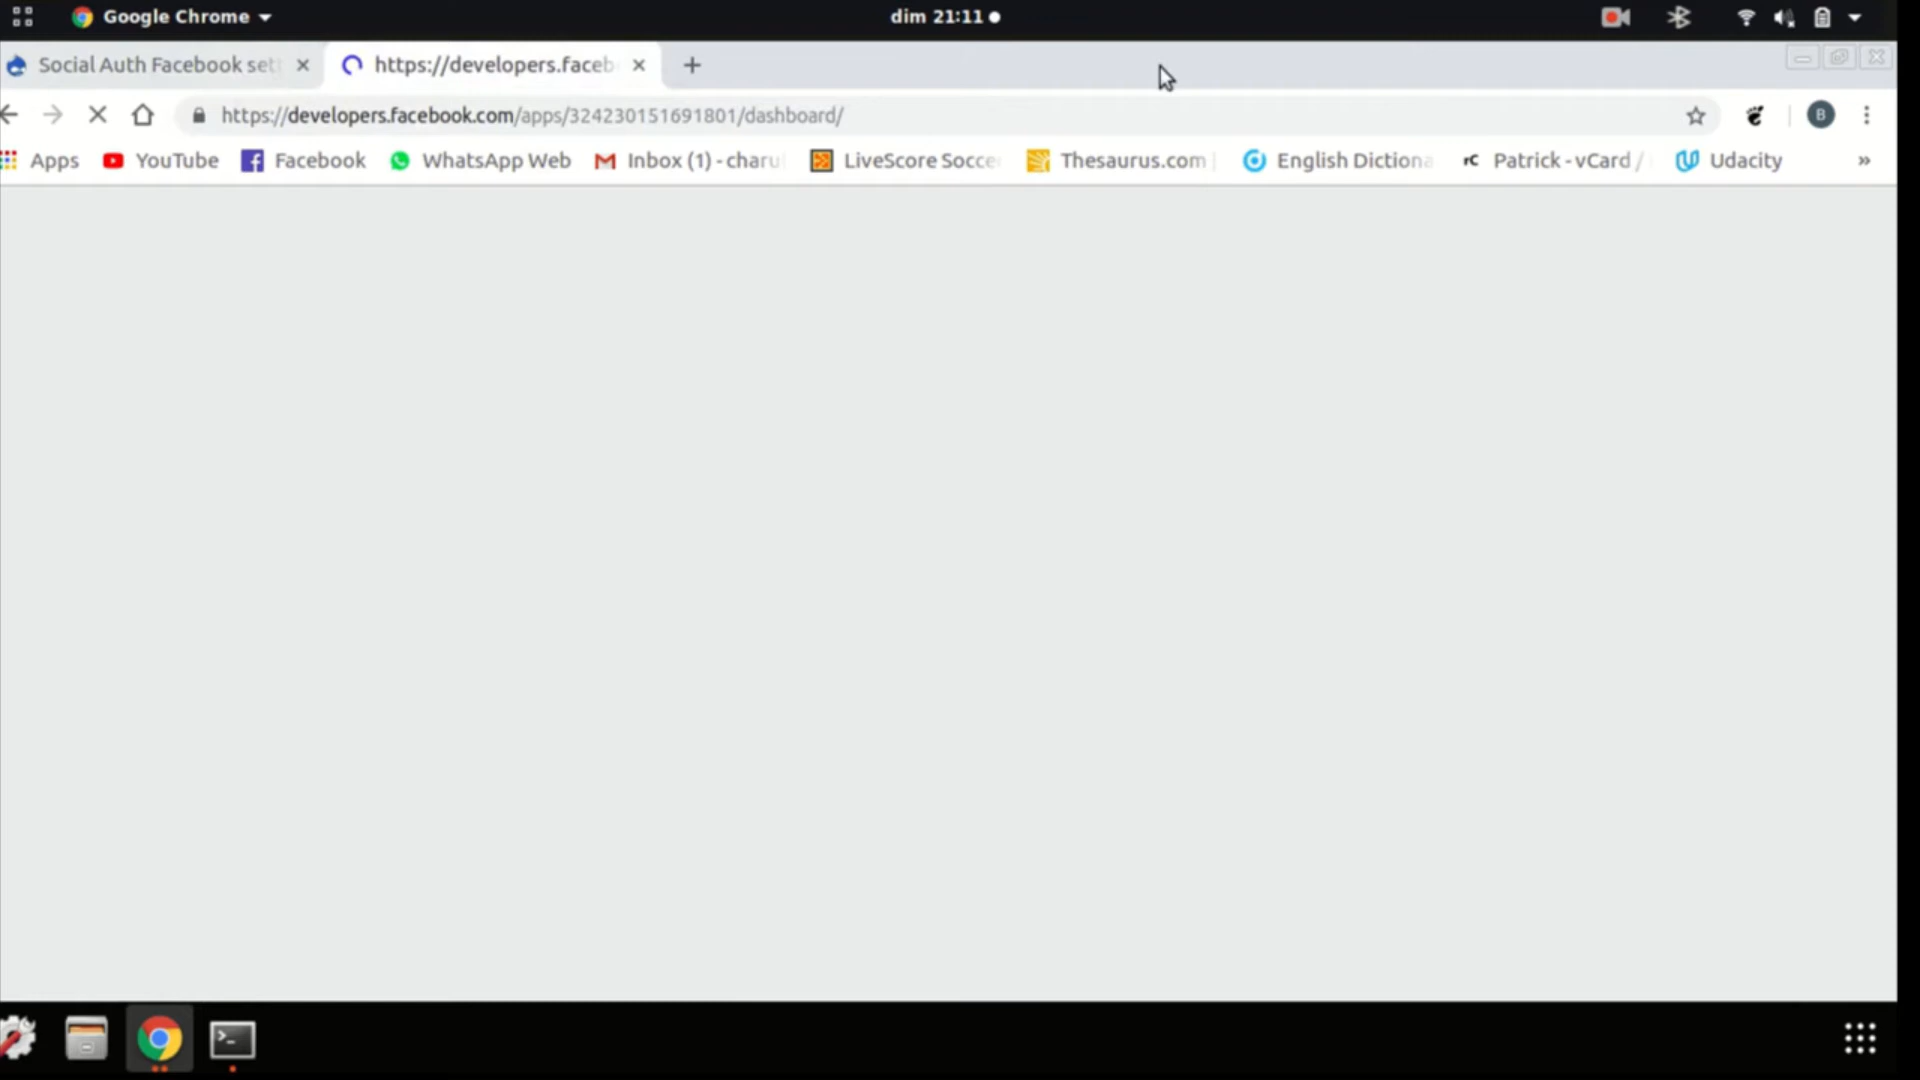 Google Chrome
dim 21:11
Social Auth Facebook set
https://developers.faceb
https://developers.facebook.com/apps/324230151691801/dashboard/
B
Apps YouTube Facebook WhatsApp Web Inbox (1) - charu LiveScore Socce Thesaurus.com | English Dictiona rC Patrick - vCard / Udacity »